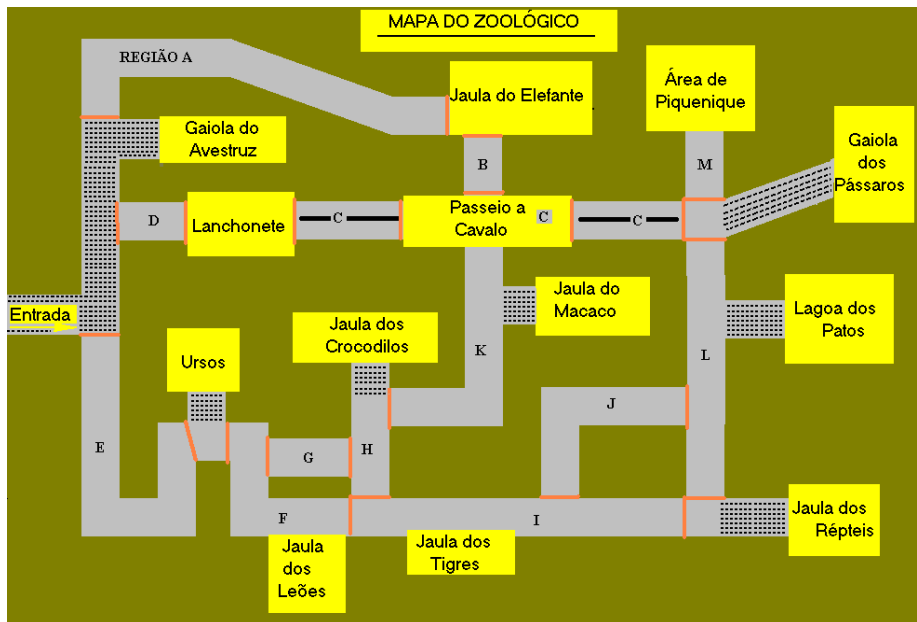 MAPA DO ZOOLÓGICO
REGIÃO A
Jaula do Elefante
Área de
Piquenique
Gaiola do
Avestruz
Gaiola
dos
Pássaros
B
M
D
Lanchonete
C
Passeio a
Cavalo
C
C
Entrada
Jaula do
Macaco
Lagoa dos
Patos
Jaula dos
Crocodilos
Ursos
K
L
J
E
G
H
F
I
Jaula
dos
Leões
Jaula dos
Tigres
Jaula dos
Répteis